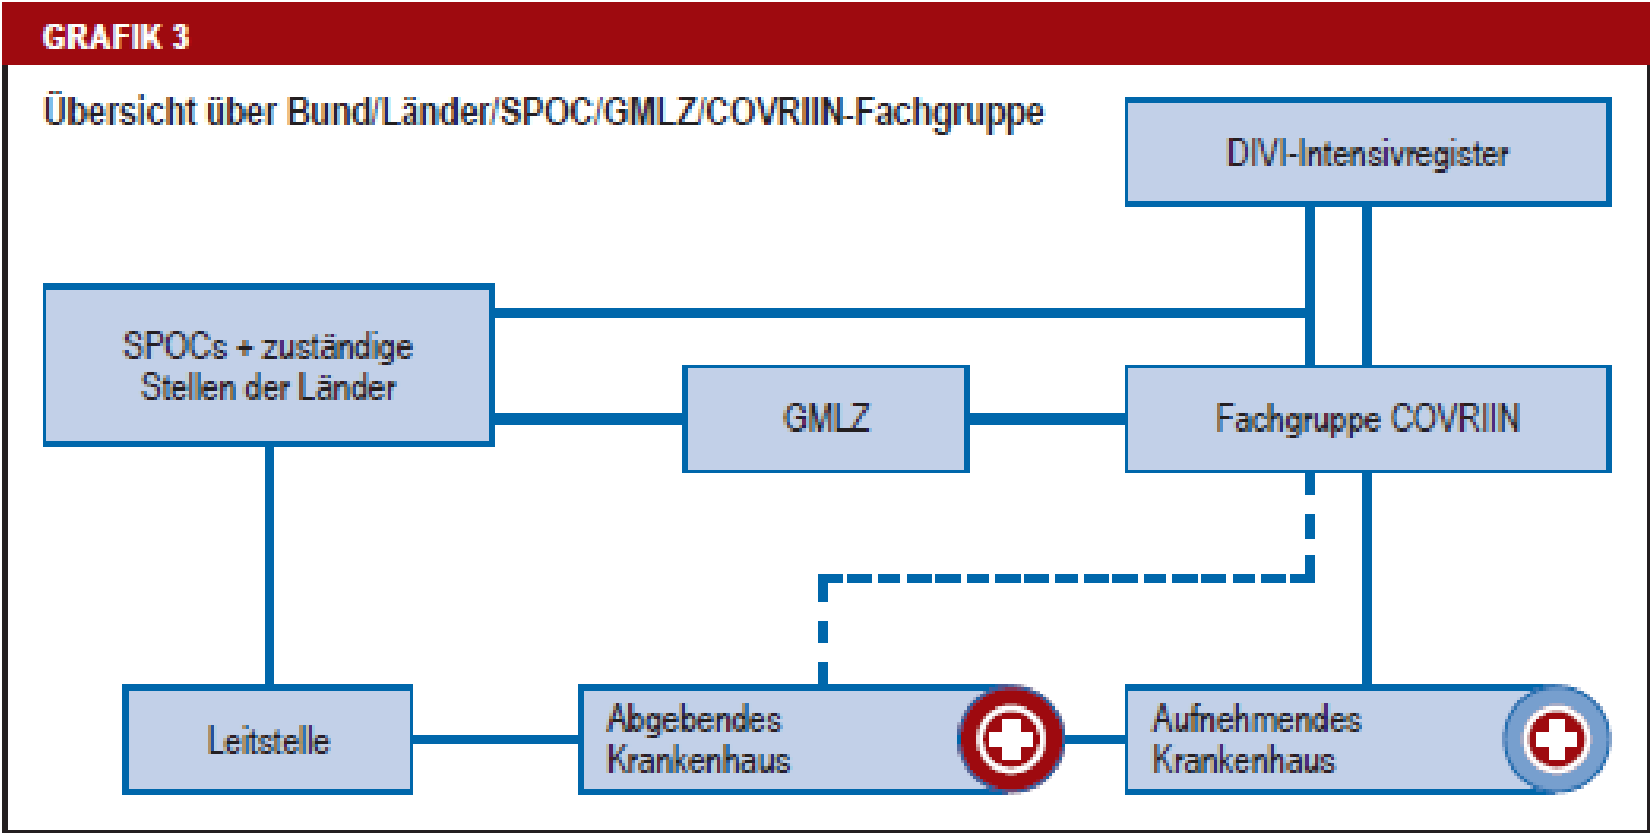 GRAFIK 3
Übersicht über Bund/Länder/SPOC/GMLZ/COVRIIN-Fachgruppe
DIVI-Intensivregister
SPOCs + zuständige
Stellen der Länder
GMLZ
Fachgruppe COVRIIN
Leitstelle
Abgebendes
Krankenhaus
Aufnehmendes
Krankenhaus